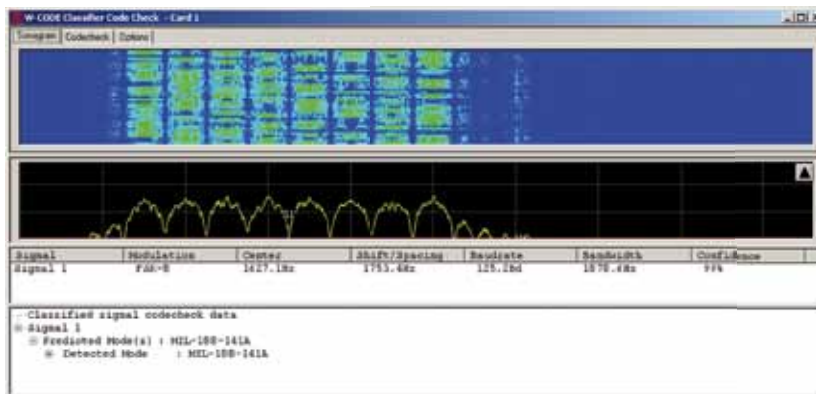 W-CODE Classifier Code Check - Card 1
Sonagram Codecheck Options
Signal Modulation Center Shift/Spacing Baudrate Bandwidth Confidence
Signal 1 FSK-8 1627.1Hz 1753.4Hz 125.2Bd 1878.6Hz 99%
Classified signal codecheck data
Signal 1
Predicted Mode(s) : MIL-188-141A
Detected Mode : MIL-188-141A